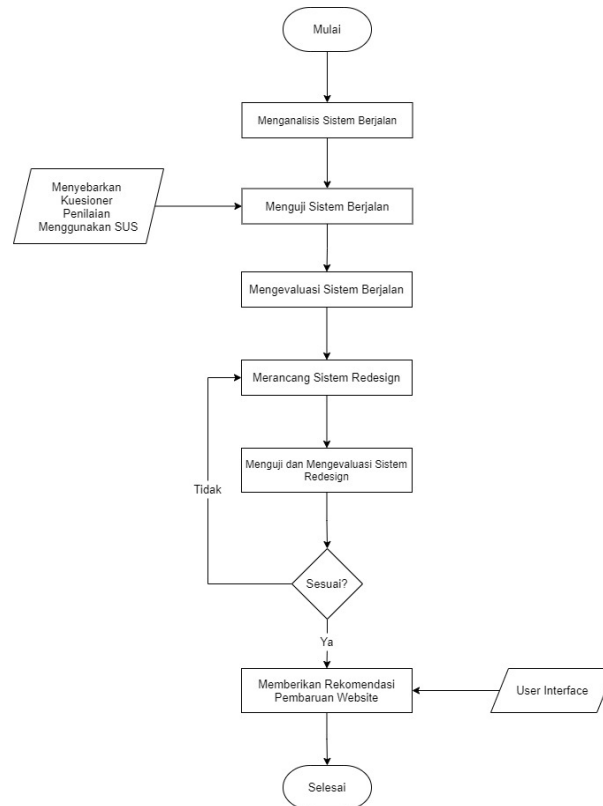 Mulai
Menganalisis Sistem Berjalan
Menyebarkan
Kuesioner
Penilaian
Menggunakan SUS
Menguji Sistem Berjalan
Mengevaluasi Sistem Berjalan
Merancang Sistem Redesign
Menguji dan Mengevaluasi Sistem
Redesign
Tidak
Sesuai?
Ya
Memberikan Rekomendasi
Pembaruan Website
User Interface
Selesai